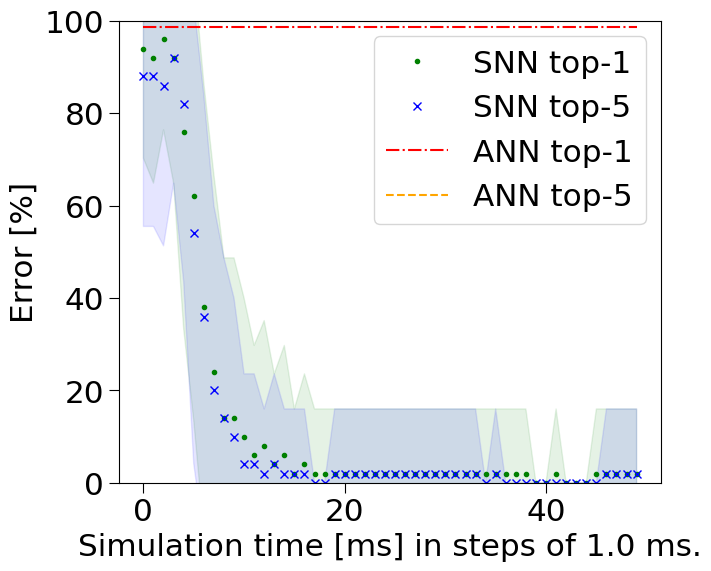 100
80
60
40
20
0
Error [%]
SNN top-1
SNN top-5
ANN top-1
ANN top-5
0 20 40
Simulation time [ms] in steps of 1.0 ms.